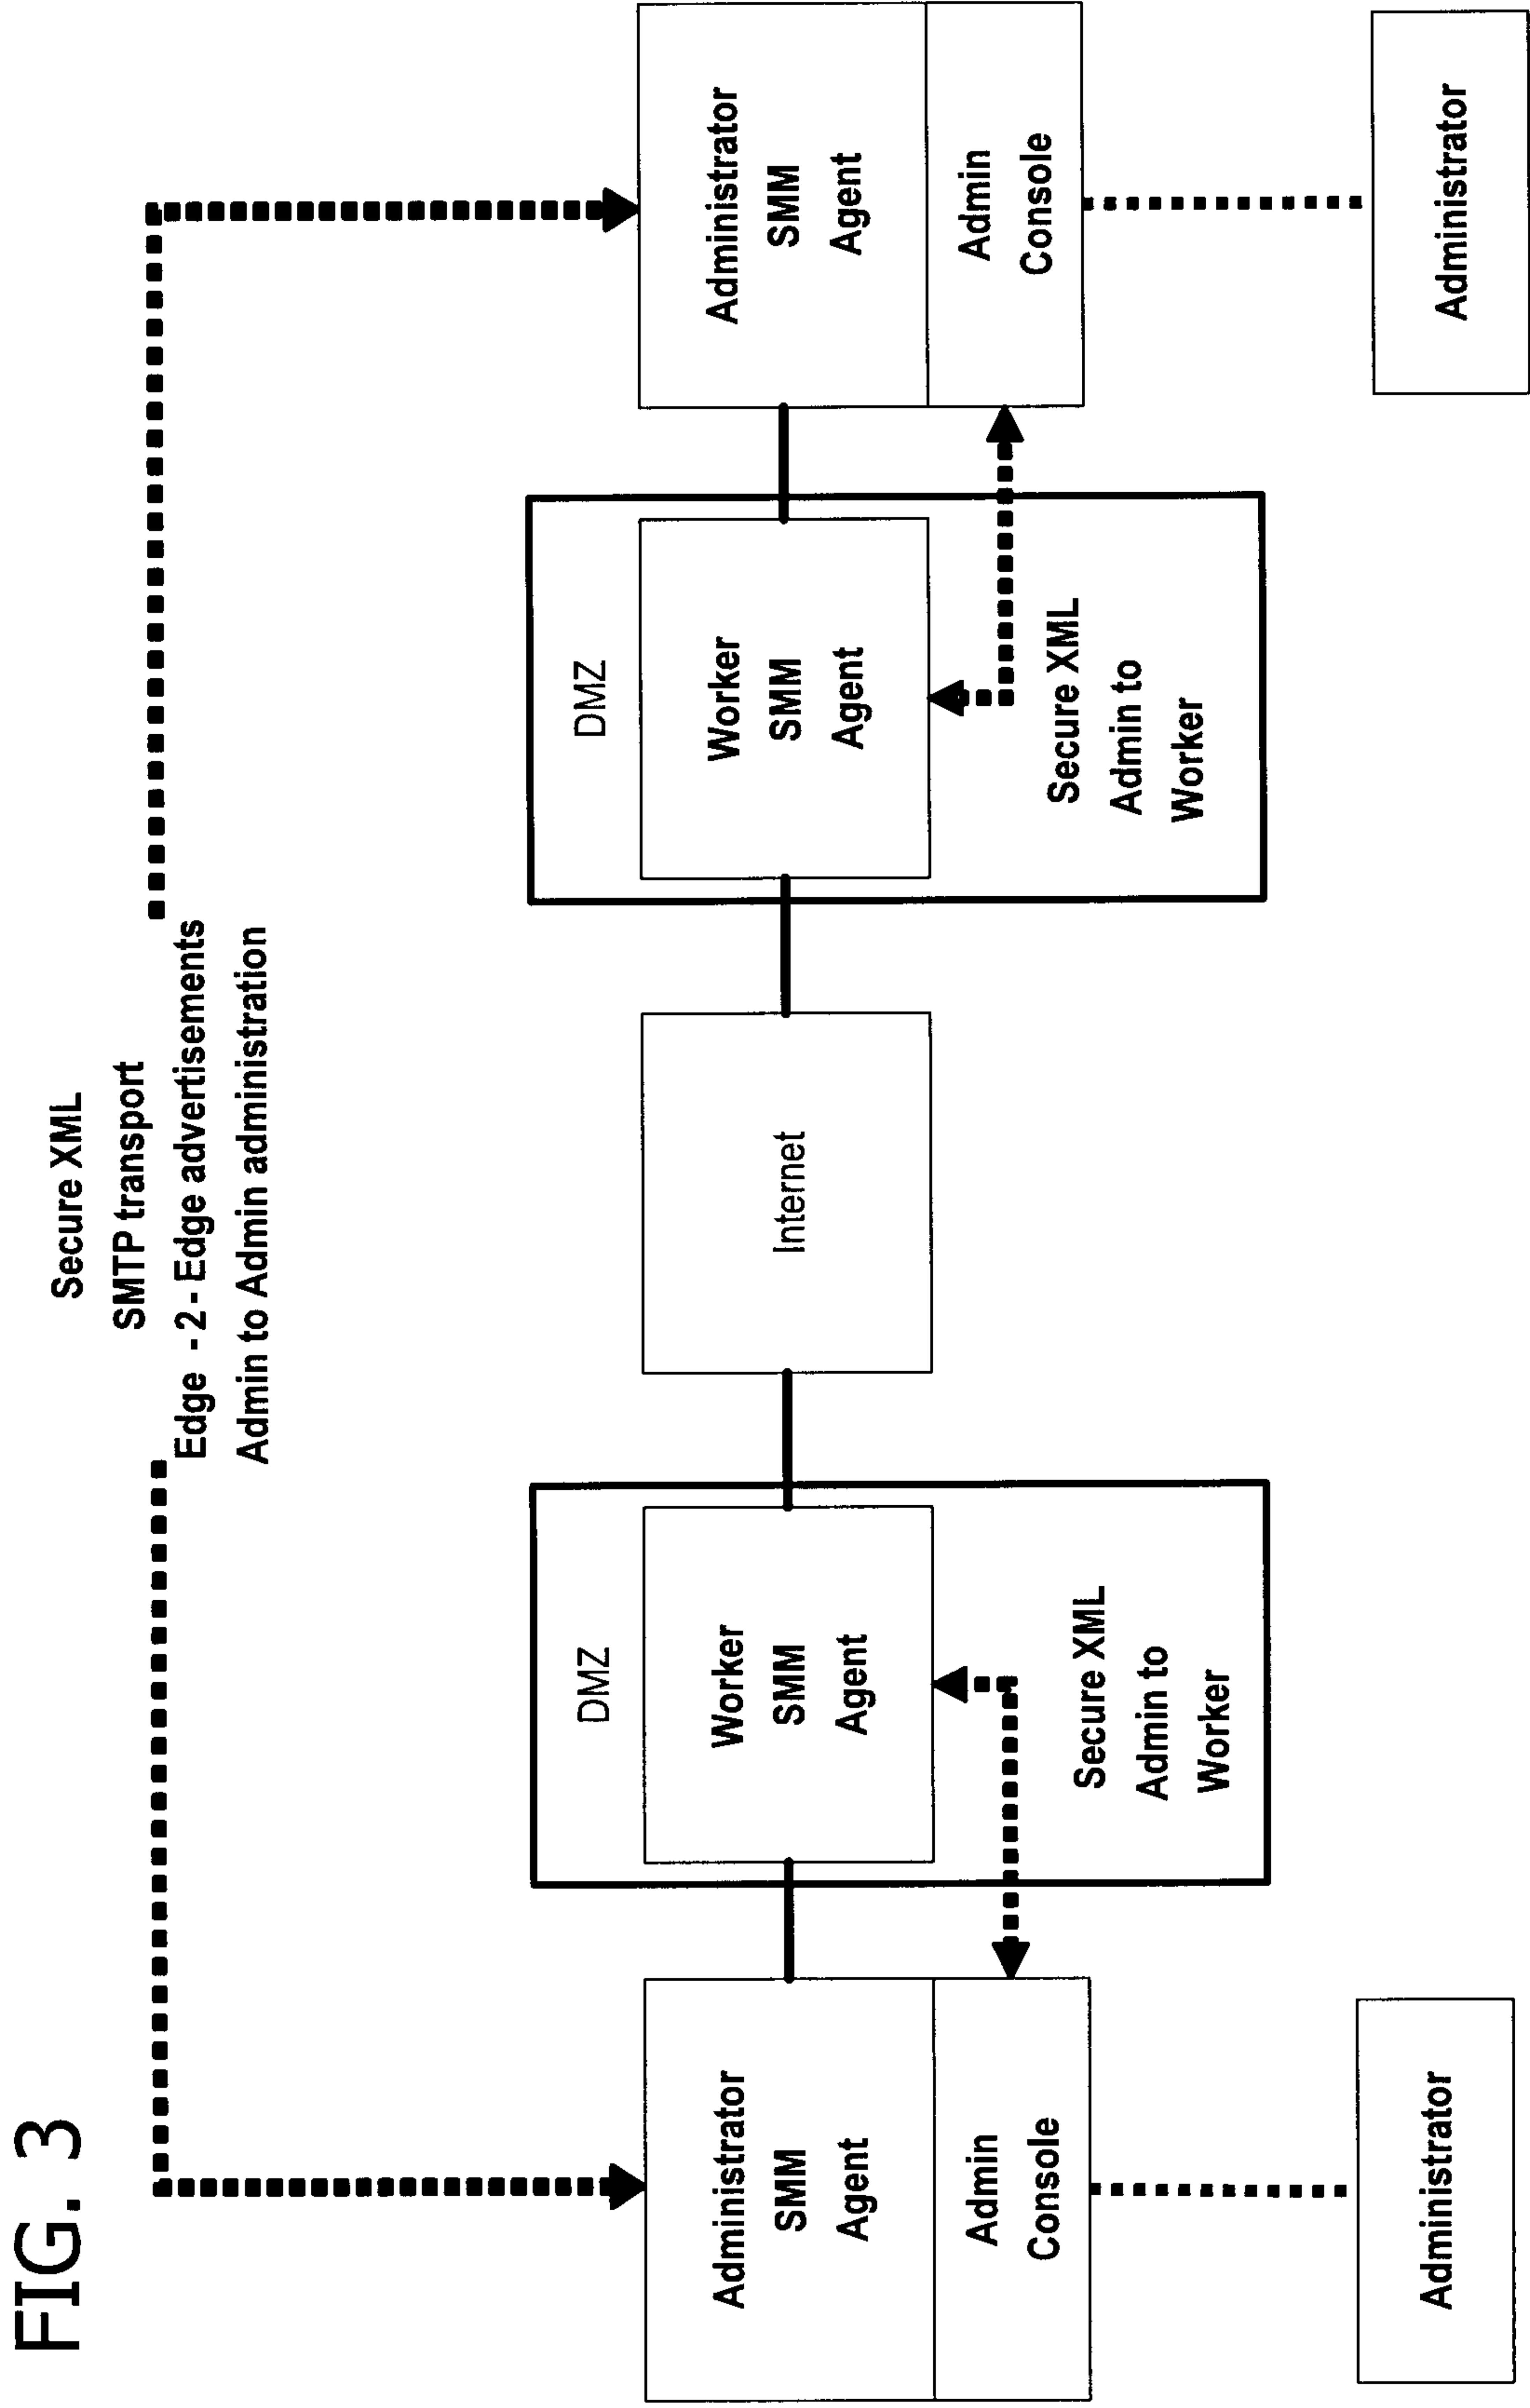 FIG. 3
Secure XML
SMTP transport
Edge -2- Edge advertisements
Admin to Admin administration
Administrator
SMM
Agent
Admin
Console
Administrator
DMZ
Worker
SMM
Agent
Secure XML
Admin to
Worker
Internet
DMZ
Worker
SMM
Agent
Secure XML
Admin to
Worker
Administrator
SMM
Agent
Admin
Console
Administrator